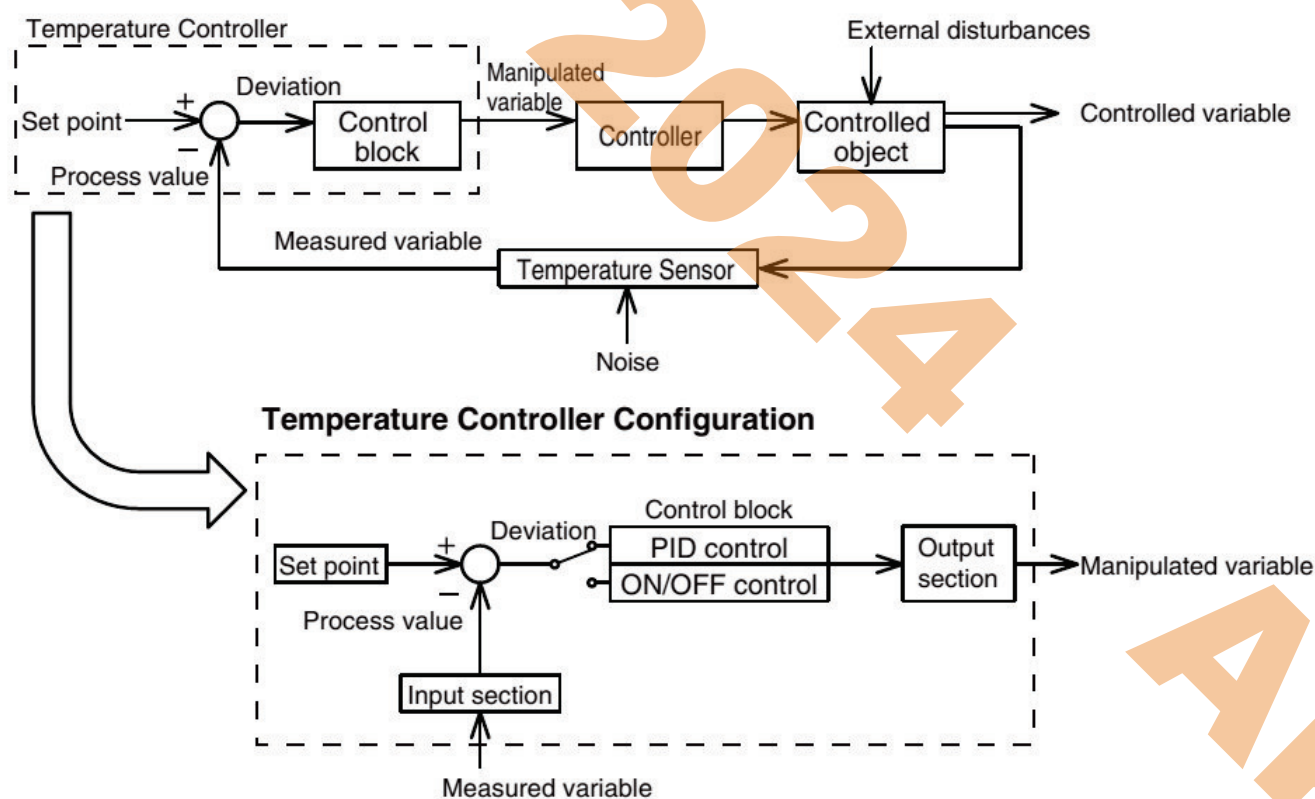 Temperature Controller
External disturbances
Deviation
Manipulated
variable
+
Set point
Control
block
Controller
Controlled
object
Controlled variable
−
Process value
Measured variable
Temperature Sensor
Noise
2024
Temperature Controller Configuration
Control block
Deviation
+
Set point
PID control
ON/OFF control
Output
section
Manipulated variable
−
Process value
Input section
Measured variable